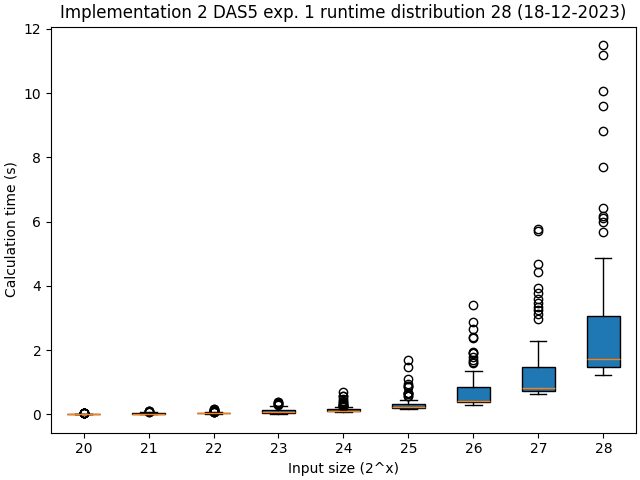 Implementation 2 DAS5 exp. 1 runtime distribution 28 (18-12-2023)
12
10
8
6
4
2
0
Calculation time (s)
20 21 22 23 24 25 26 27 28
Input size (2^x)